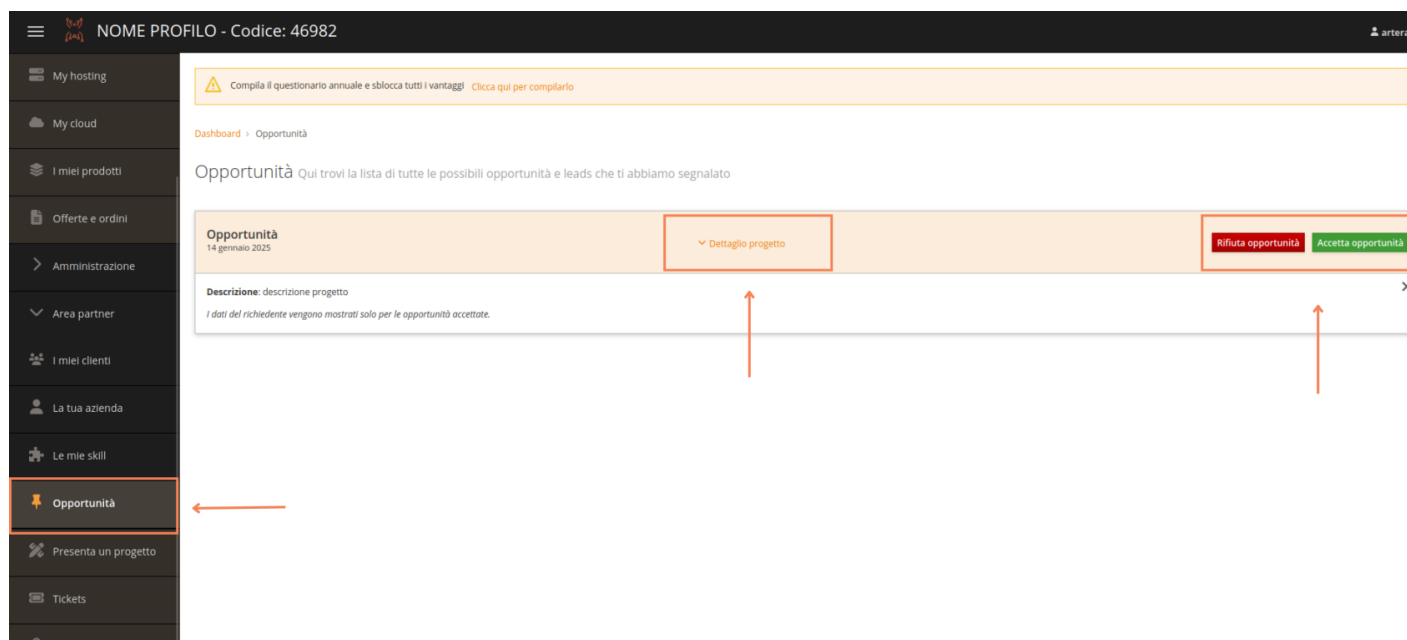 NOME PROFILO - Codice: 46982
artera
My hosting
My cloud
I miei prodotti
Offerte e ordini
Amministrazione
Area partner
I miei clienti
La tua azienda
Le mie skill
Opportunità
Presenta un progetto
Tickets
Compila il questionario annuale e sblocca tutti i vantaggi Clicca qui per compilarlo
Dashboard › Opportunità
Opportunità Qui trovi la lista di tutte le possibili opportunità e leads che ti abbiamo segnalato
Opportunità
14 gennaio 2025
Dettaglio progetto
Rifiuta opportunità Accetta opportunità
Descrizione: descrizione progetto
I dati del richiedente vengono mostrati solo per le opportunità accettate.